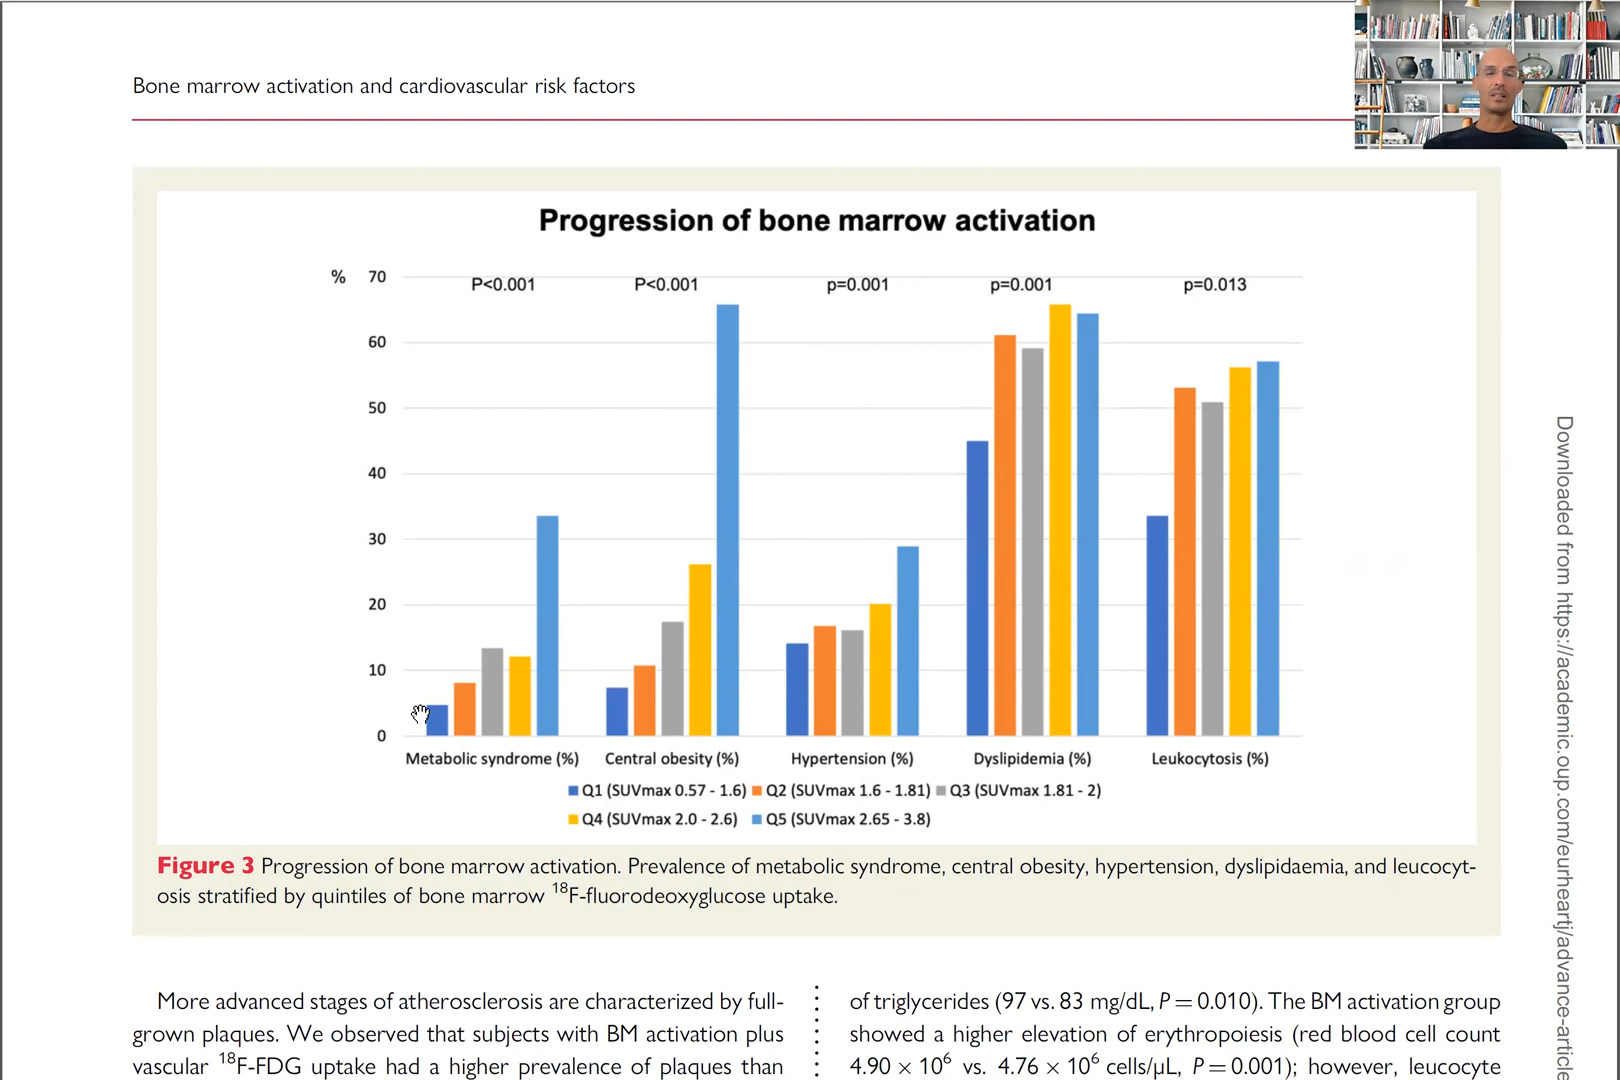 Bone marrow activation and cardiovascular risk factors
Progression of bone marrow activation
%
70
60
50
40
30
20
10
0
P<0.001
P<0.001
p=0.001
p=0.001
p=0.013
Metabolic syndrome (%)
Central obesity (%)
Hypertension (%)
Dyslipidemia (%)
Leukocytosis (%)
Q1 (SUVmax 0.57 - 1.6)
Q2 (SUVmax 1.6 - 1.81)
Q3 (SUVmax 1.81 - 2)
Q4 (SUVmax 2.0 - 2.6)
Q5 (SUVmax 2.65 - 3.8)
Figure 3 Progression of bone marrow activation. Prevalence of metabolic syndrome, central obesity, hypertension, dyslipidaemia, and leucocyt-
osis stratified by quintiles of bone marrow ¹⁸F-fluorodeoxyglucose uptake.
More advanced stages of atherosclerosis are characterized by full-
grown plaques. We observed that subjects with BM activation plus
vascular ¹⁸F-FDG uptake had a higher prevalence of plaques than
of triglycerides (97 vs. 83 mg/dL, P = 0.010). The BM activation group
showed a higher elevation of erythropoiesis (red blood cell count
4.90 × 10⁶ vs. 4.76 × 10⁶ cells/μL, P = 0.001); however, leucocyte
Downloaded from https://academic.oup.com/eurheartj/advance-article